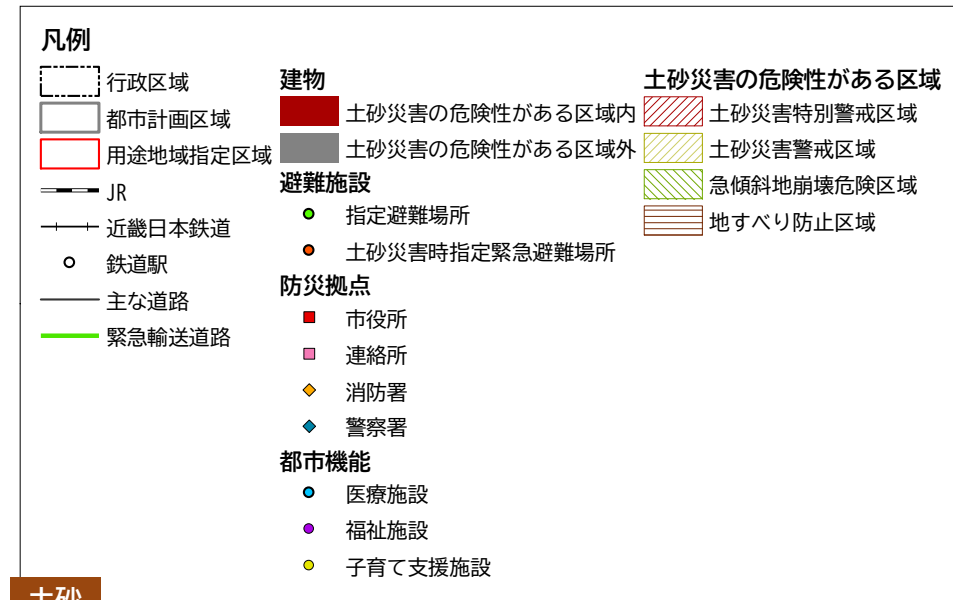 凡例
行政区域
都市計画区域
用途地域指定区域
JR
近畿日本鉄道
鉄道駅
主な道路
緊急輸送道路
建物
土砂災害の危険性がある区域内
土砂災害の危険性がある区域外
避難施設
指定避難場所
土砂災害時指定緊急避難場所
防災拠点
市役所
連絡所
消防署
警察署
都市機能
医療施設
福祉施設
子育て支援施設
土砂災害の危険性がある区域
土砂災害特別警戒区域
土砂災害警戒区域
急傾斜地崩壊危険区域
地すべり防止区域
土砂